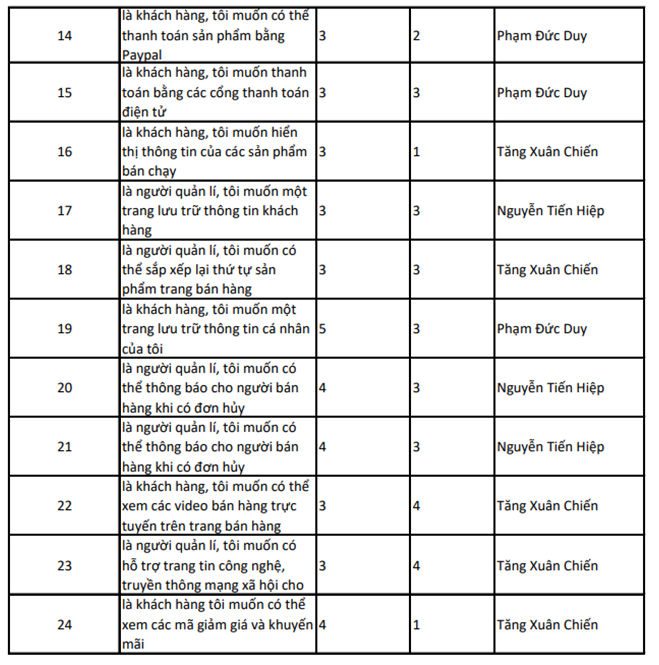 là khách hàng, tôi muốn có thể
14 thanh toán sản phẩm bằng 3 2 Phạm Đức Duy
Paypal
là khách hàng, tôi muốn thanh
15 toán bằng các cổng thanh toán 3 3 Phạm Đức Duy
điện tử
là khách hàng, tôi muốn hiển
16 thị thông tin của các sản phẩm 3 1 Tăng Xuân Chiến
bán chạy
là người quản lí, tôi muốn một
17 trang lưu trữ thông tin khách 3 3 Nguyễn Tiến Hiệp
hàng
là người quản lí, tôi muốn có
18 thể sắp xếp lại thứ tự sản 3 3 Tăng Xuân Chiến
phẩm trang bán hàng
là khách hàng, tôi muốn một
19 trang lưu trữ thông tin cá nhân 5 3 Phạm Đức Duy
của tôi
là người quản lí, tôi muốn có
20 thể thông báo cho người bán 4 3 Nguyễn Tiến Hiệp
hàng khi có đơn hủy
là người quản lí, tôi muốn có
21 thể thông báo cho người bán 4 3 Nguyễn Tiến Hiệp
hàng khi có đơn hủy
là khách hàng, tôi muốn có thể
22 xem các video bán hàng trực 3 4 Tăng Xuân Chiến
tuyến trên trang bán hàng
là người quản lí, tôi muốn có
23 hỗ trợ trang tin công nghệ, 3 4 Tăng Xuân Chiến
truyền thông mạng xã hội cho
là khách hàng tôi muốn có thể
24 xem các mã giảm giá và khuyến 4 1 Tăng Xuân Chiến
mãi